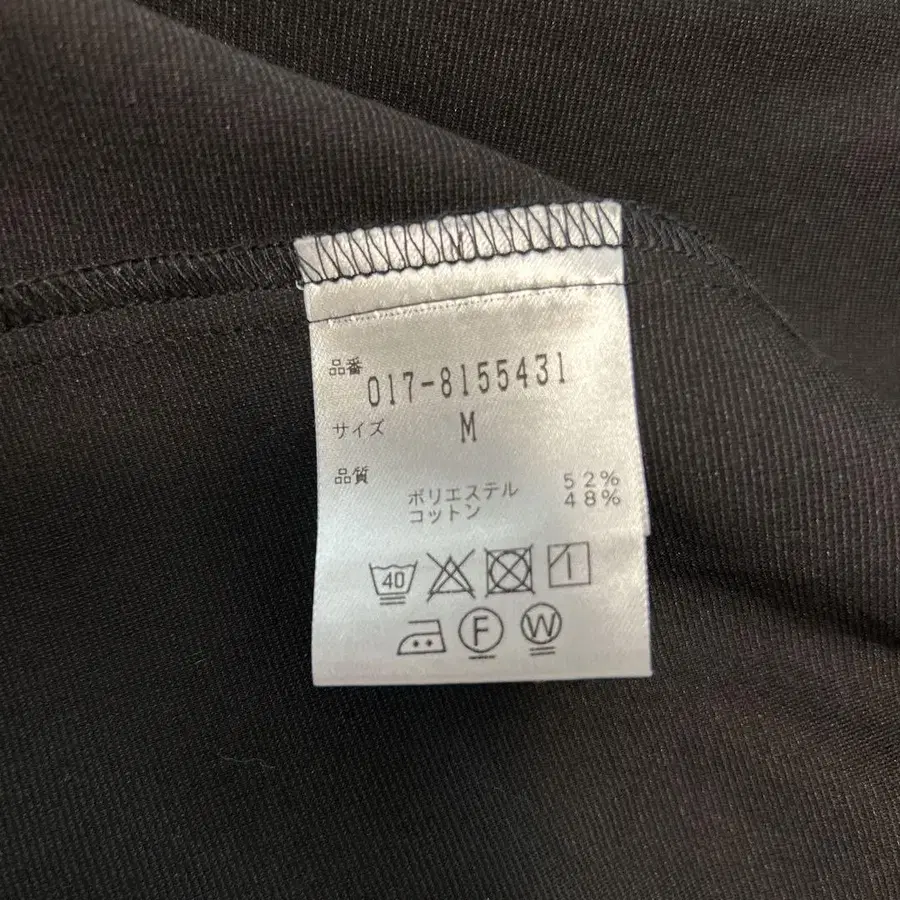 品番
017-8155431
サイズ M
品質
ポリエステル 52%
コットン 48%
40
F W